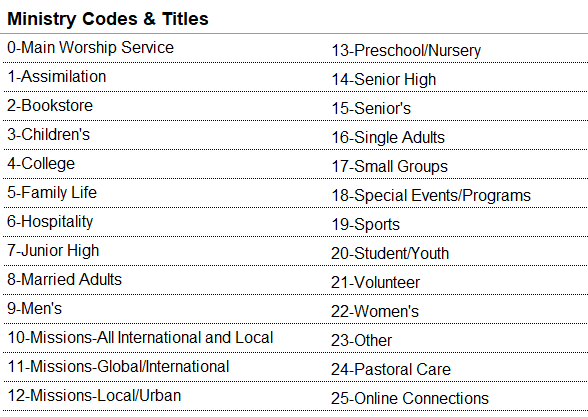 Ministry Codes & Titles
0-Main Worship Service
1-Assimilation
2-Bookstore
3-Children's
4-College
5-Family Life
6-Hospitality
7-Junior High
8-Married Adults
9-Men's
10-Missions-All International and Local
11-Missions-Global/International
12-Missions-Local/Urban
13-Preschool/Nursery
14-Senior High
15-Senior's
16-Single Adults
17-Small Groups
18-Special Events/Programs
19-Sports
20-Student/Youth
21-Volunteer
22-Women's
23-Other
24-Pastoral Care
25-Online Connections